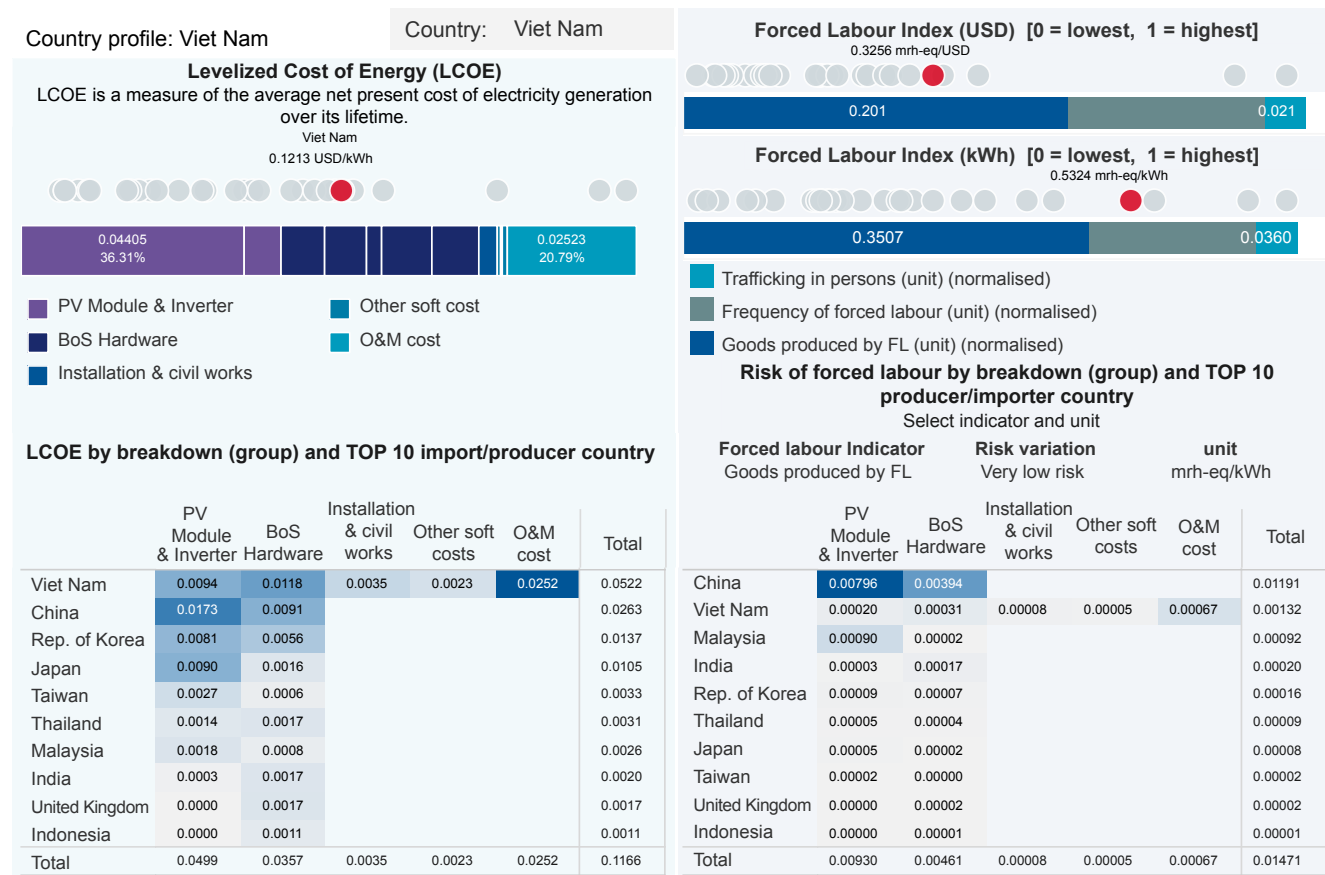 Country profile: Viet Nam
Country: Viet Nam
Levelized Cost of Energy (LCOE)
LCOE is a measure of the average net present cost of electricity generation
over its lifetime.
Viet Nam
0.1213 USD/kWh
0.04405
36.31%
0.02523
20.79%
PV Module & Inverter
Other soft cost
BoS Hardware
O&M cost
Installation & civil works
LCOE by breakdown (group) and TOP 10 import/producer country
PV
Module
& Inverter
BoS
Hardware
Installation
& civil
works
Other soft
costs
O&M
cost
Total
Viet Nam 0.0094 0.0118 0.0035 0.0023 0.0252 0.0522
China 0.0173 0.0091 0.0263
Rep. of Korea 0.0081 0.0056 0.0137
Japan 0.0090 0.0016 0.0105
Taiwan 0.0027 0.0006 0.0033
Thailand 0.0014 0.0017 0.0031
Malaysia 0.0018 0.0008 0.0026
India 0.0003 0.0017 0.0020
United Kingdom 0.0000 0.0017 0.0017
Indonesia 0.0000 0.0011 0.0011
Total 0.0499 0.0357 0.0035 0.0023 0.0252 0.1166
Forced Labour Index (USD) [0 = lowest, 1 = highest]
0.3256 mrh-eq/USD
0.201 0.021
Forced Labour Index (kWh) [0 = lowest, 1 = highest]
0.5324 mrh-eq/kWh
0.3507 0.0360
Trafficking in persons (unit) (normalised)
Frequency of forced labour (unit) (normalised)
Goods produced by FL (unit) (normalised)
Risk of forced labour by breakdown (group) and TOP 10
producer/importer country
Select indicator and unit
Forced labour Indicator Risk variation unit
Goods produced by FL Very low risk mrh-eq/kWh
PV
Module
& Inverter
BoS
Hardware
Installation
& civil
works
Other soft
costs
O&M
cost
Total
China 0.00796 0.00394 0.01191
Viet Nam 0.00020 0.00031 0.00008 0.00005 0.00067 0.00132
Malaysia 0.00090 0.00002 0.00092
India 0.00003 0.00017 0.00020
Rep. of Korea 0.00009 0.00007 0.00016
Thailand 0.00005 0.00004 0.00009
Japan 0.00005 0.00002 0.00008
Taiwan 0.00002 0.00000 0.00002
United Kingdom 0.00000 0.00002 0.00002
Indonesia 0.00000 0.00001 0.00001
Total 0.00930 0.00461 0.00008 0.00005 0.00067 0.01471